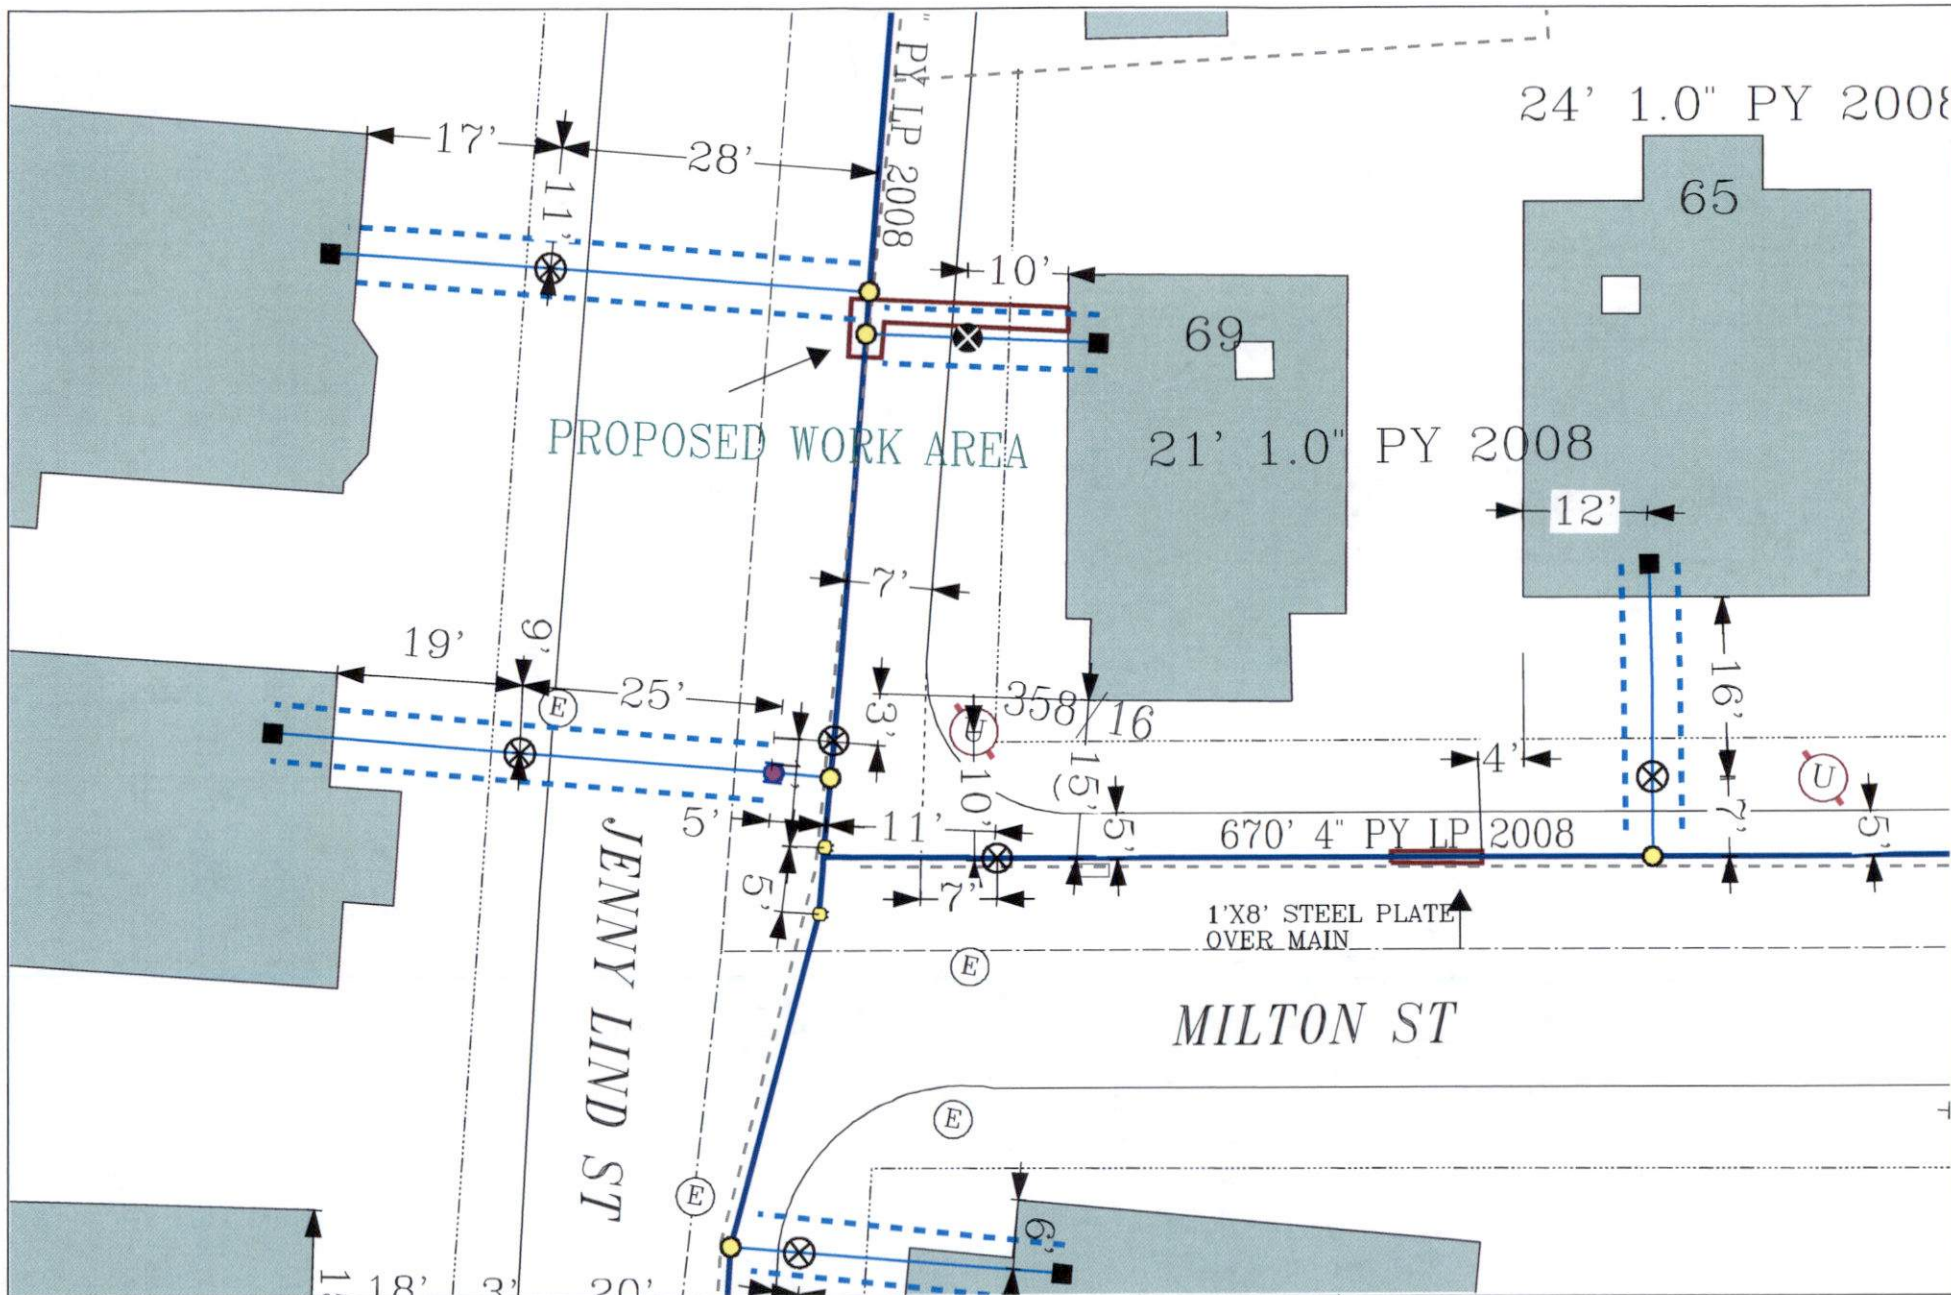 " PY LP 2008
24' 1.0" PY 2008
17'
28'
11'
65
10'
69
PROPOSED WORK AREA
21' 1.0" PY 2008
12'
7'
19'
9'
25'
E
3'
358/16
U
16'
4'
U
10'
15'
5'
11'
5'
670' 4" PY LP 2008
7'
5'
5'
7'
1'X8' STEEL PLATE
OVER MAIN
E
JENNY LIND ST
MILTON ST
E
E
6'
18'
3'
20'